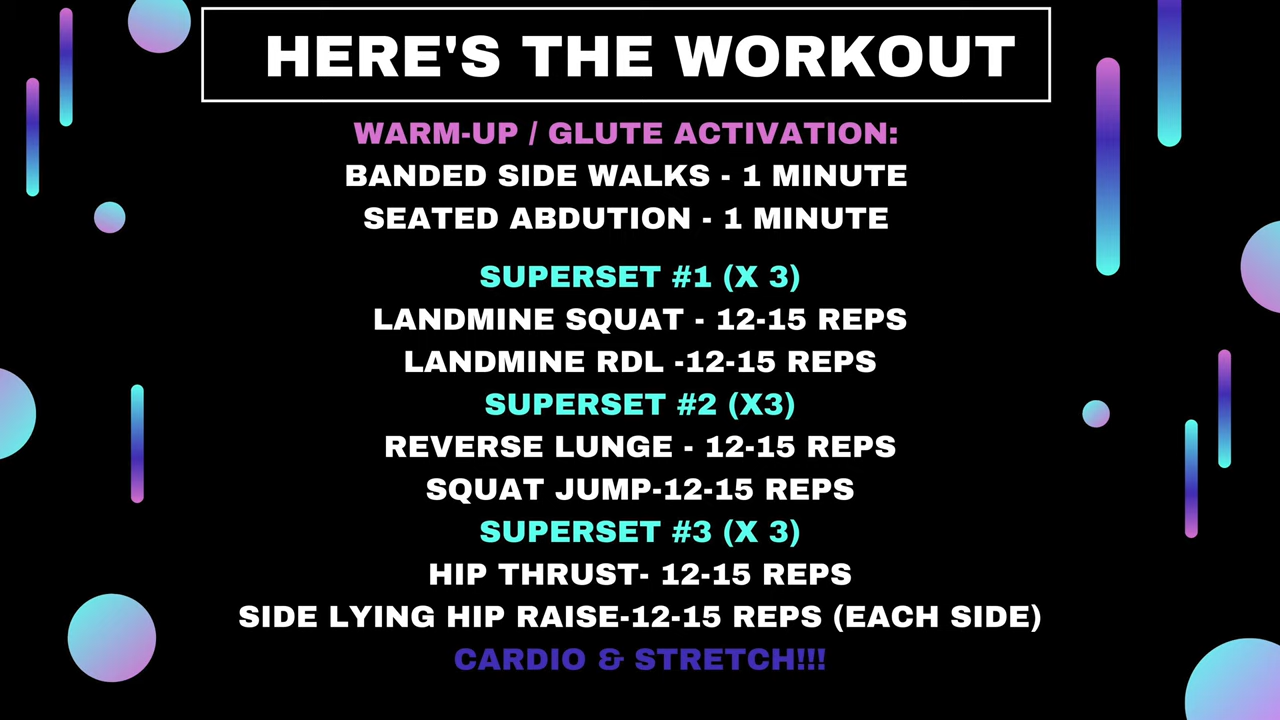 HERE'S THE WORKOUT
WARM-UP / GLUTE ACTIVATION:
BANDED SIDE WALKS - 1 MINUTE
SEATED ABDUTION - 1 MINUTE
SUPERSET #1 (X 3)
LANDMINE SQUAT - 12-15 REPS
LANDMINE RDL -12-15 REPS
SUPERSET #2 (X3)
REVERSE LUNGE - 12-15 REPS
SQUAT JUMP-12-15 REPS
SUPERSET #3 (X 3)
HIP THRUST- 12-15 REPS
SIDE LYING HIP RAISE-12-15 REPS (EACH SIDE)
CARDIO & STRETCH!!!